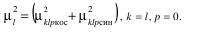 μ²_l = (μ²_klpкос + μ²_klpсин), k = l, p = 0.